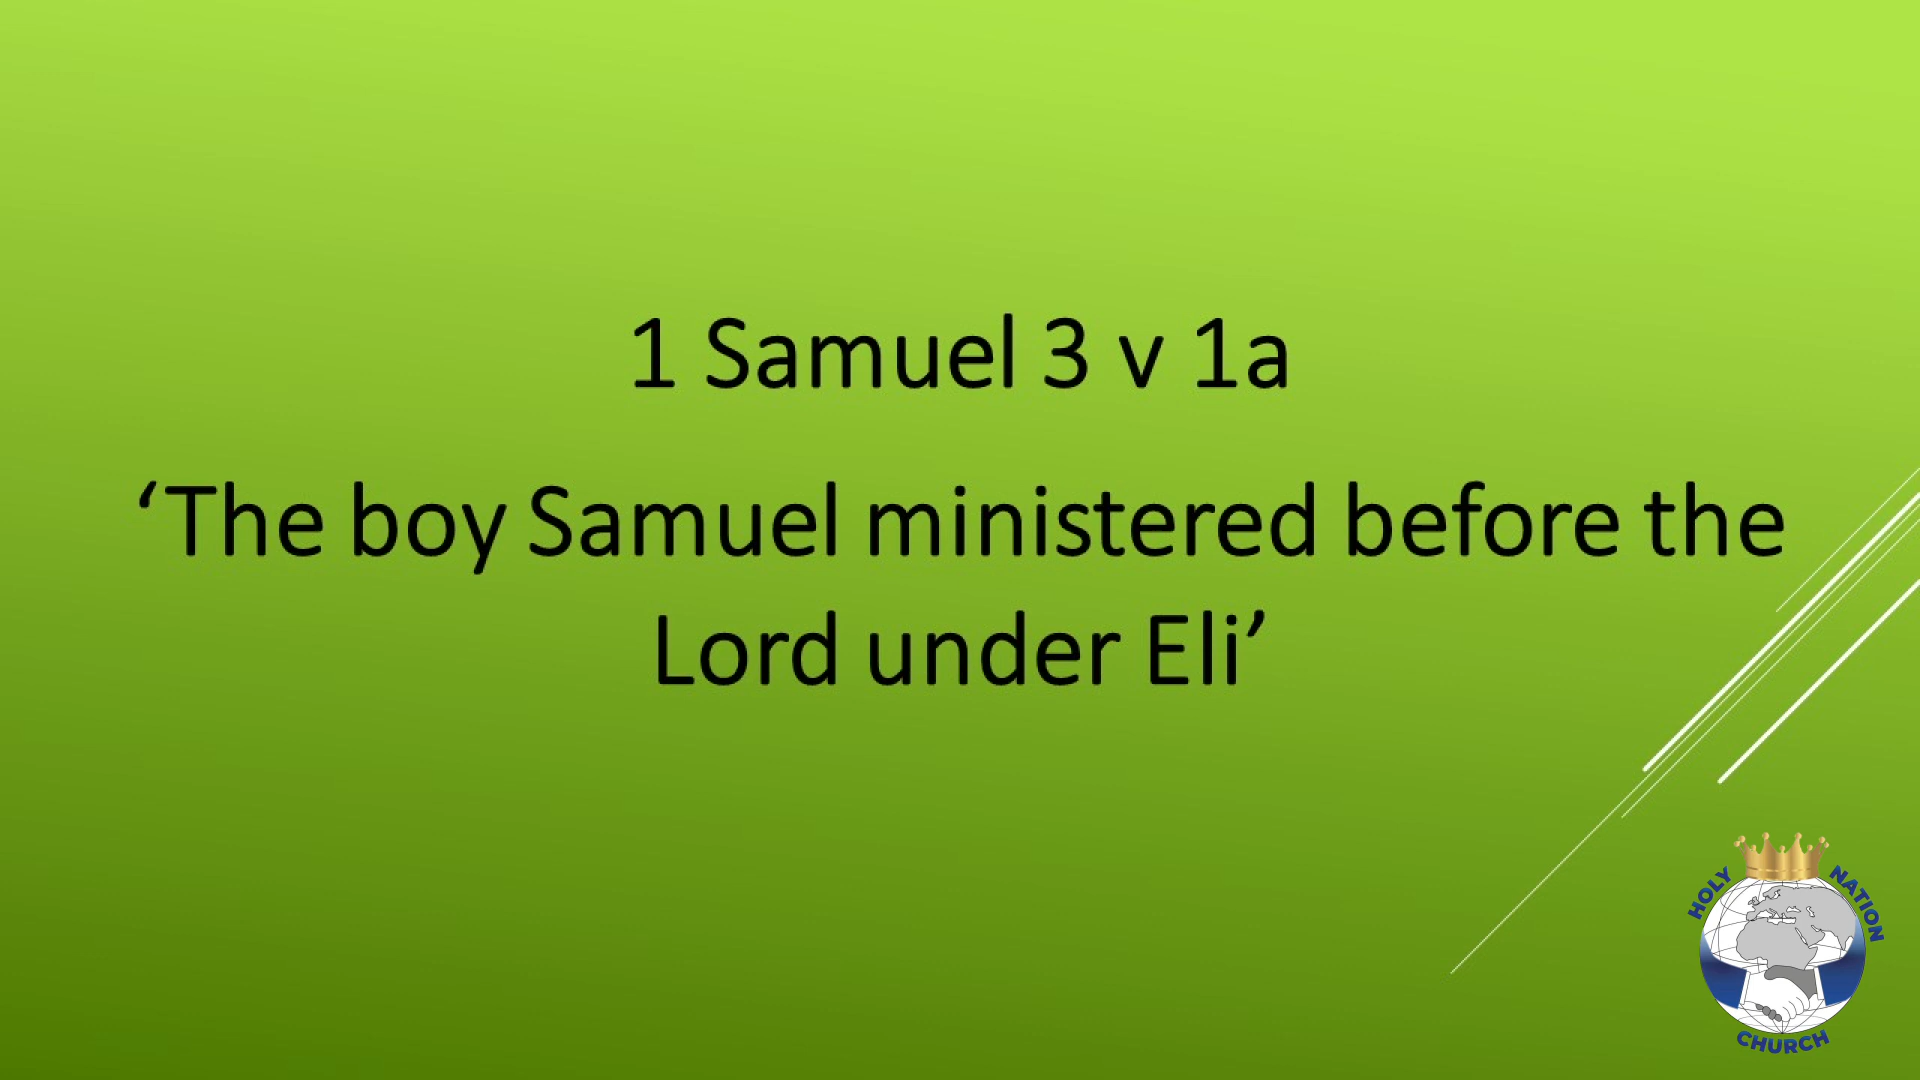 1 Samuel 3 v 1a
‘The boy Samuel ministered before the
Lord under Eli’
HOLY NATION
CHURCH